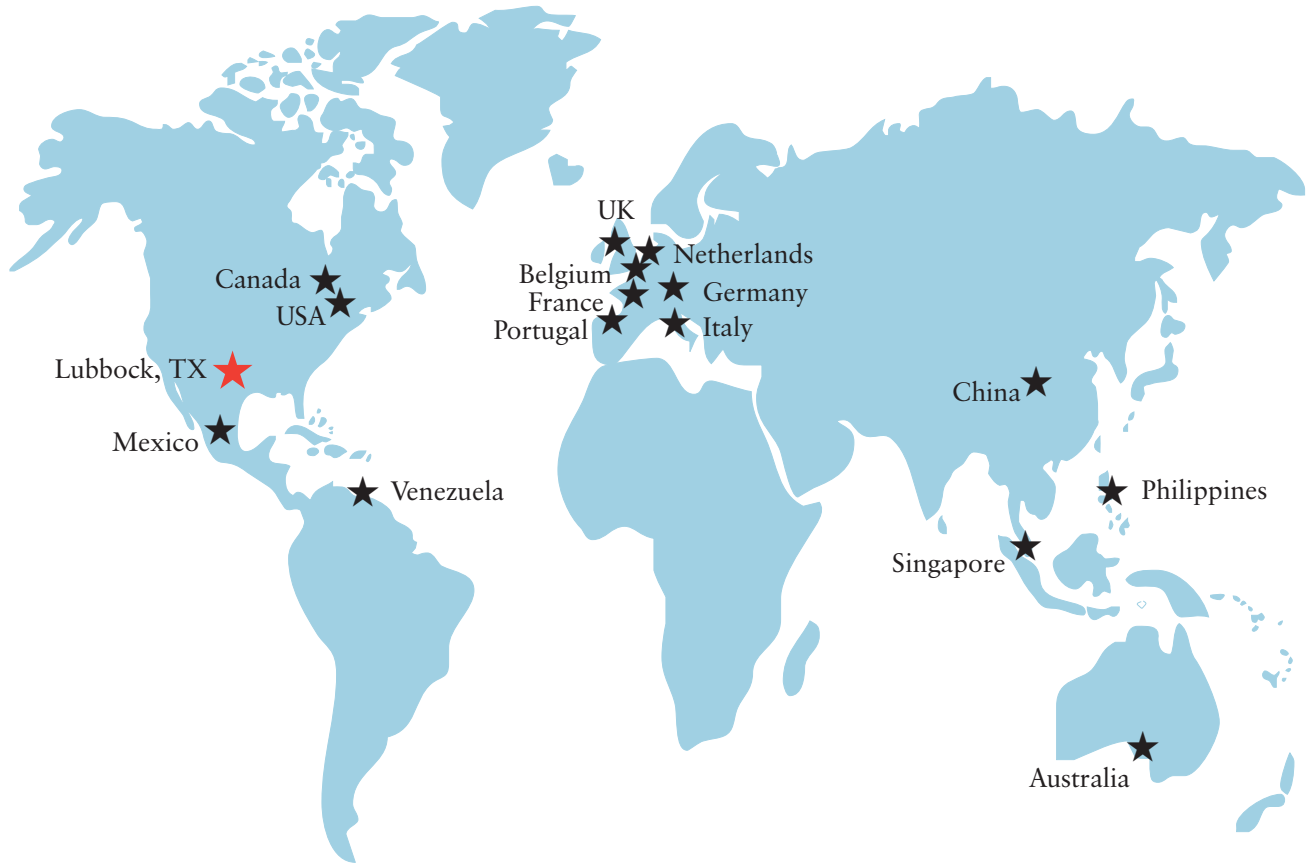 UK
Netherlands
Belgium
Canada
Germany
France
USA
Portugal
Italy
Lubbock, TX
China
Mexico
Venezuela
Philippines
Singapore
Australia